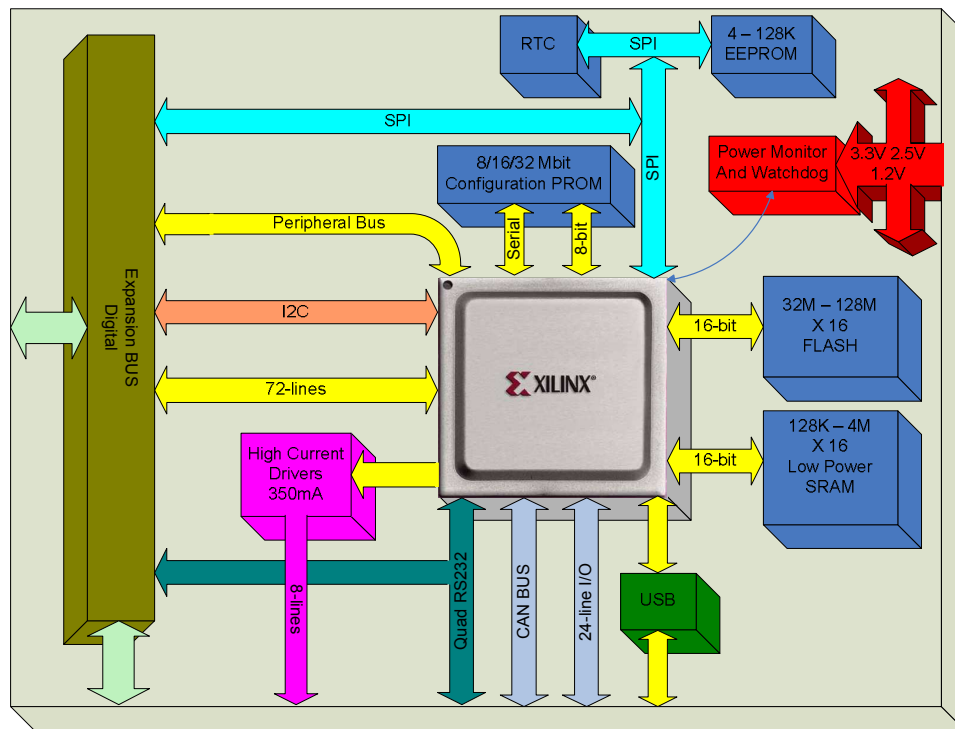 RTC
SPI
4 – 128K
EEPROM
SPI
SPI
8/16/32 Mbit
Configuration PROM
Power Monitor
And Watchdog
3.3V 2.5V
1.2V
Peripheral Bus
Serial
8-bit
Expansion BUS
Digital
I2C
16-bit
32M – 128M
X 16
FLASH
72-lines
XILINX®
High Current
Drivers
350mA
16-bit
128K – 4M
X 16
Low Power
SRAM
8-lines
Quad RS232
CAN BUS
24-line I/O
USB